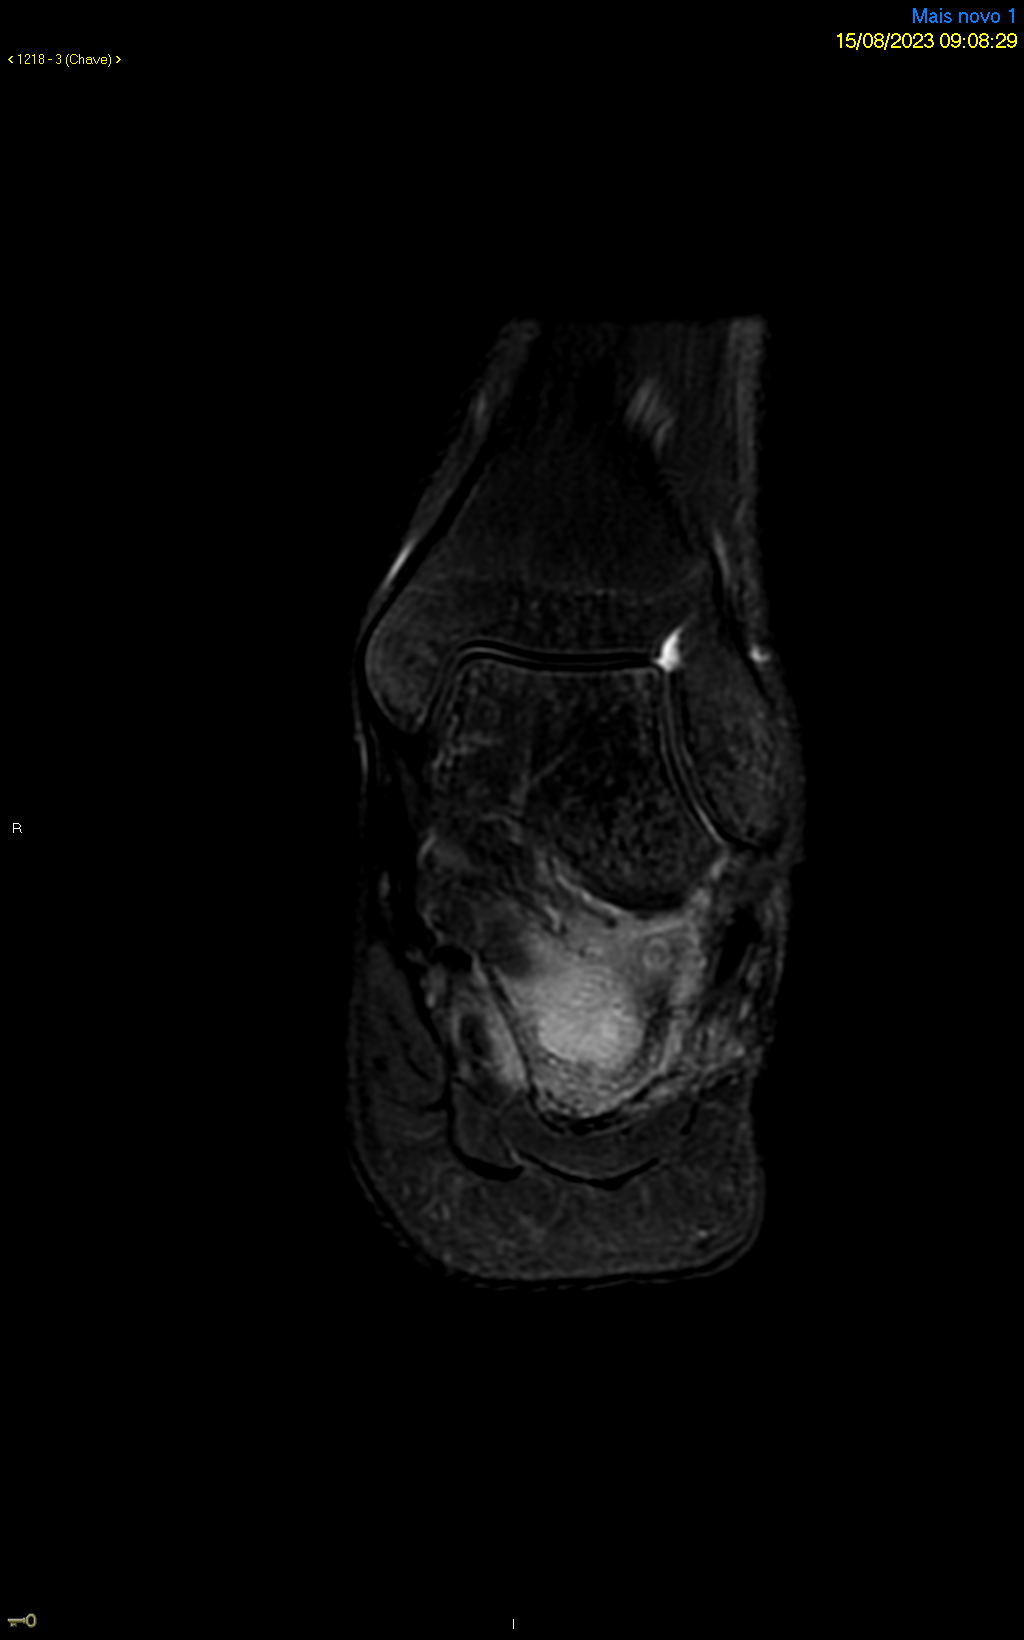 Mais novo 1
15/08/2023 09:08:29
< 1218 - 3 (Chave) >
R
I